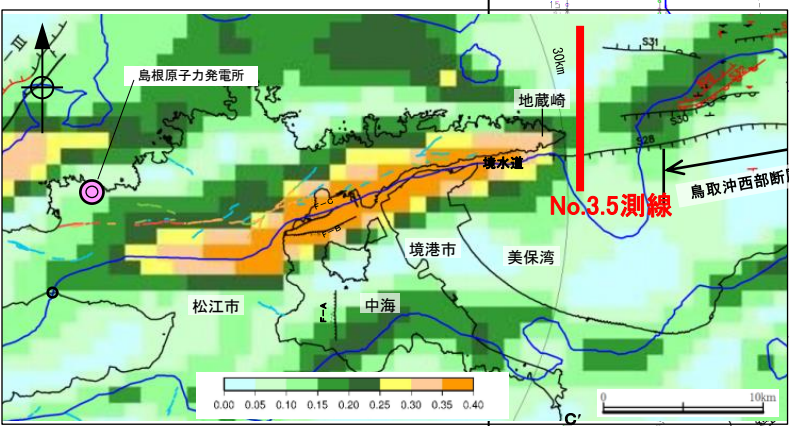 15
30km
S31
Ⅲ
島根原子力発電所
地蔵崎
S30
S28
境水道
鳥取沖西部断
No.3.5測線
F-C
F-B
境港市
美保湾
松江市
F-A
中海
0.00 0.05 0.10 0.15 0.20 0.25 0.30 0.35 0.40
0 10km
C'